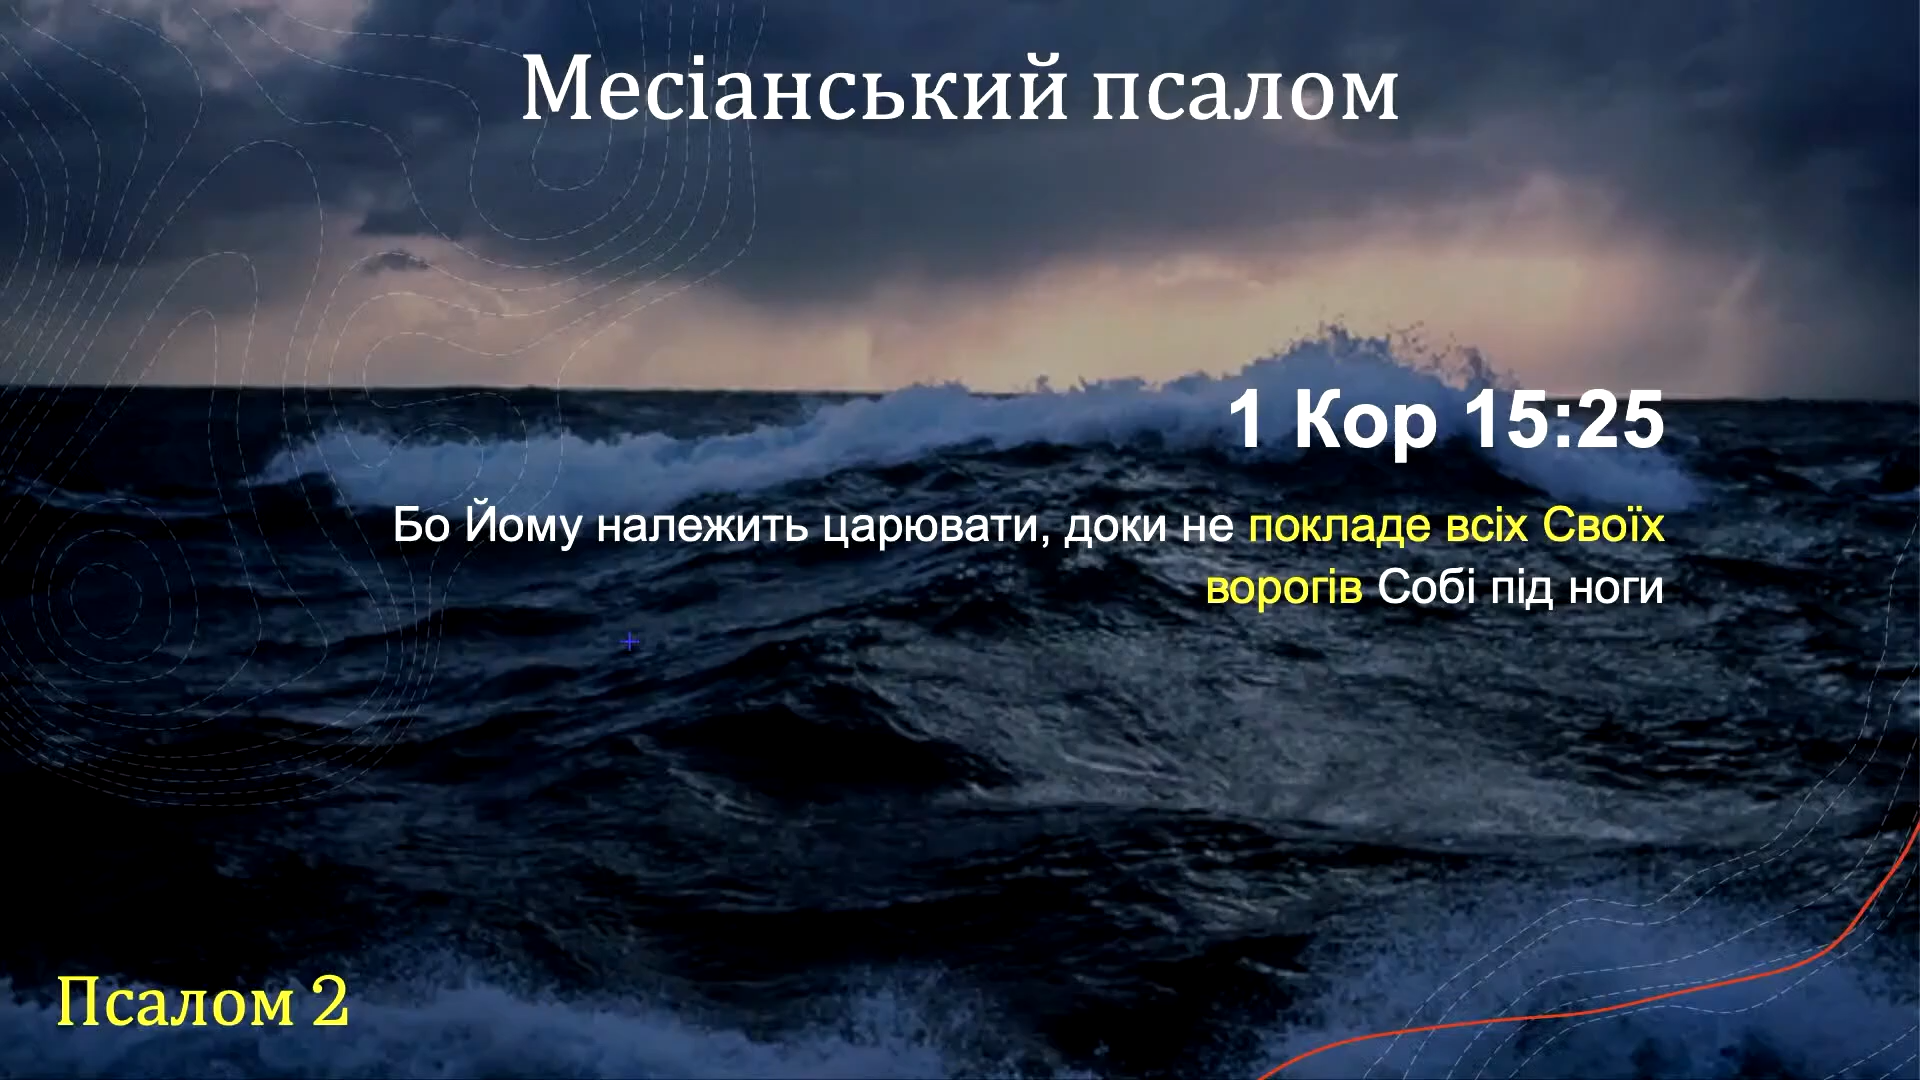 Месіанський псалом
1 Кор 15:25
Бо Йому належить царювати, доки не покладе всіх Своїх
ворогів Собі під ноги
Псалом 2